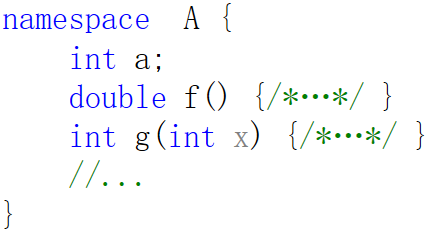 namespace  A {
    int a;
    double f() {/*···*/ }
    int g(int x) {/*···*/ }
    //...
}